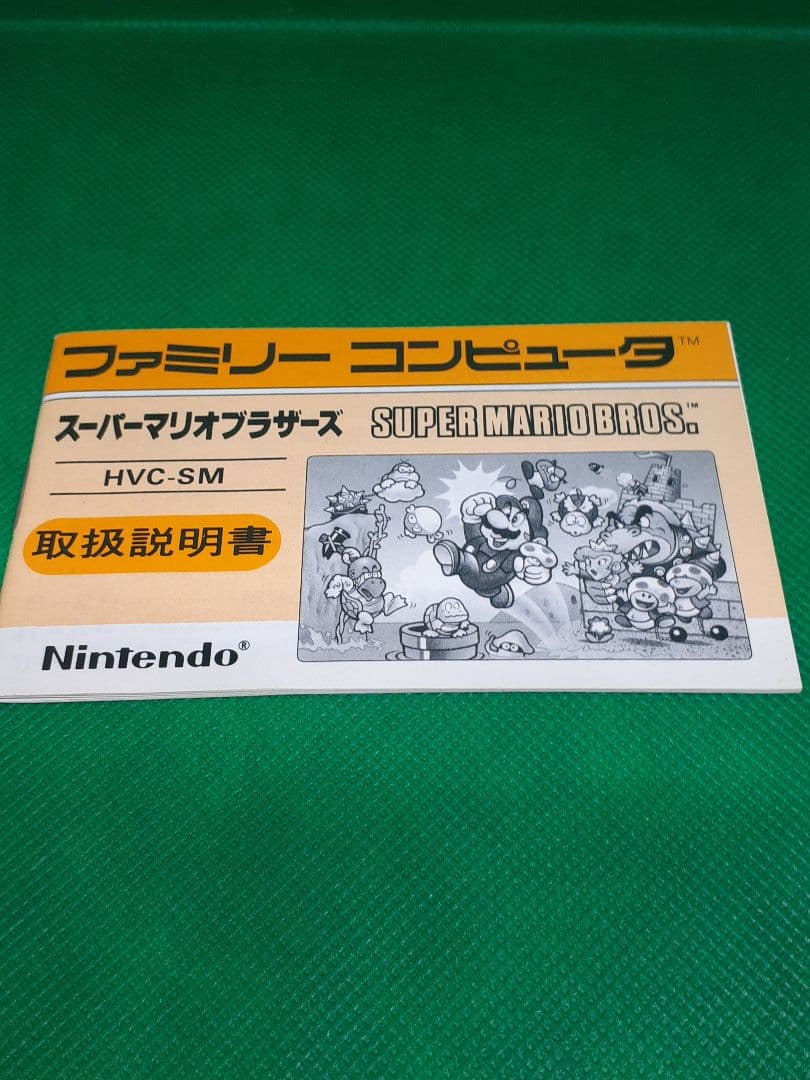 ファミリー コンピュータ™
スーパーマリオブラザーズ SUPER MARIO BROS.™
HVC-SM
取扱説明書
Nintendo®